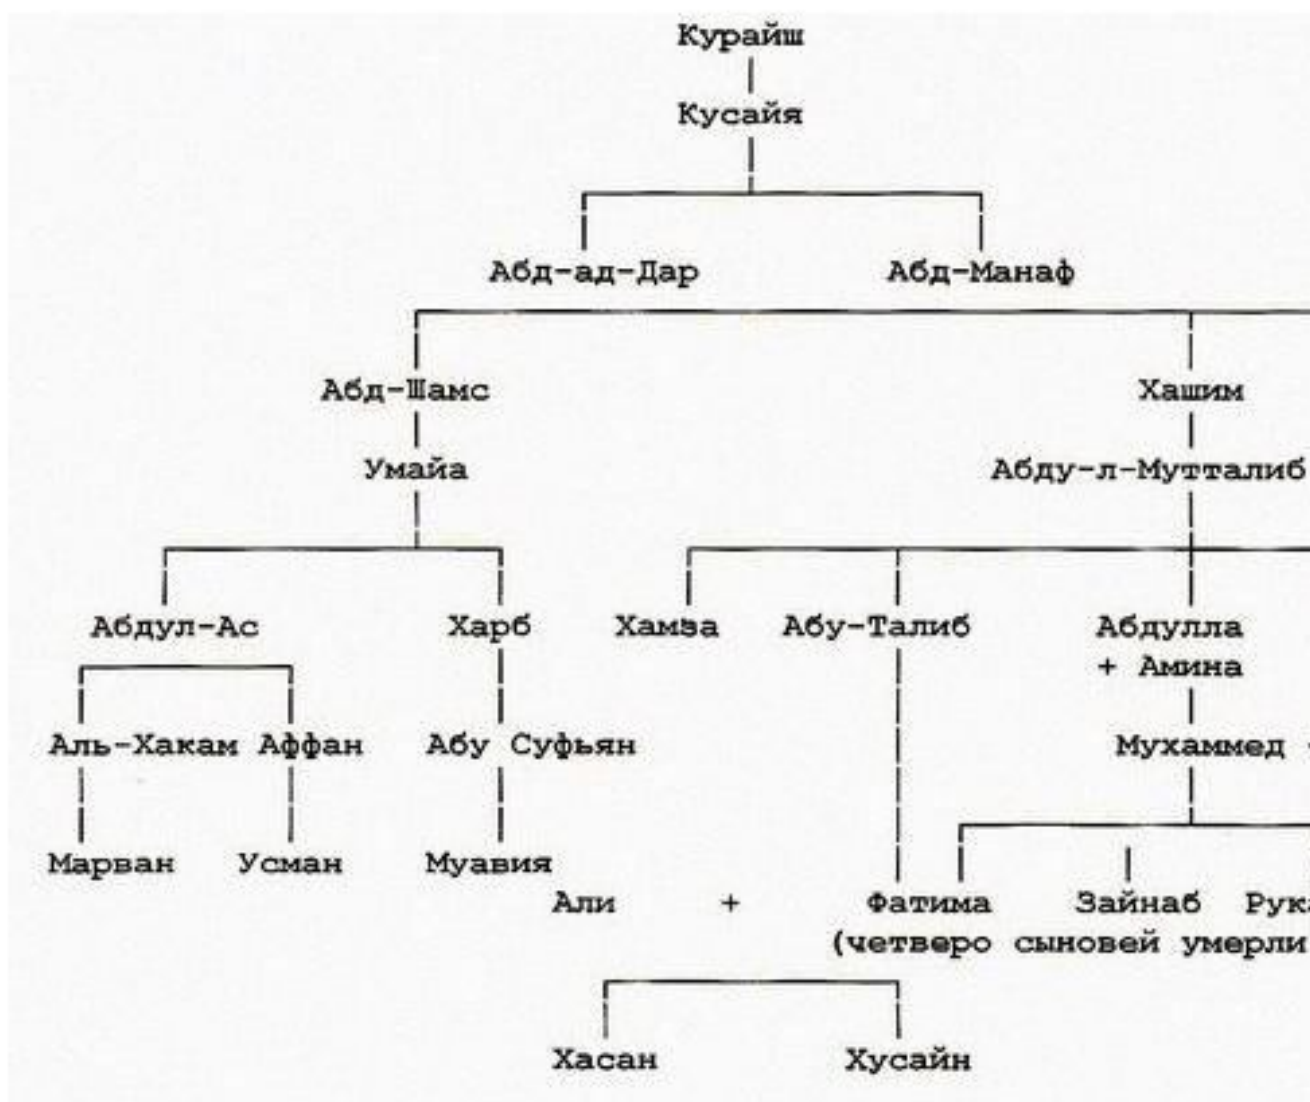 Курайш
Кусайя
Абд-ад-Дар Абд-Манаф
Абд-Шамс Хашим
Умайа Абду-л-Мутталиб
Абдул-Ас Харб Хамза Абу-Талиб Абдулла
+ Амина
Аль-Хакам Аффан Абу Суфьян Мухаммед
Марван Усман Муавия
Али + Фатима Зайнаб
(четверо сыновей умерли
Хасан Хусайн